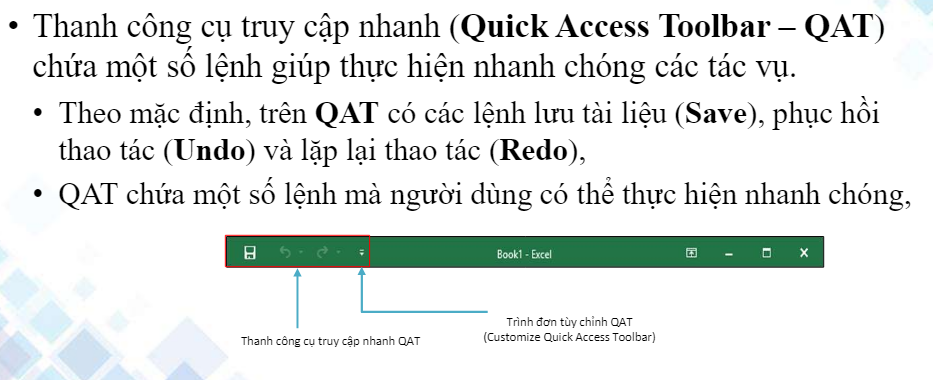 • Thanh công cụ truy cập nhanh (Quick Access Toolbar – QAT)
chứa một số lệnh giúp thực hiện nhanh chóng các tác vụ.
• Theo mặc định, trên QAT có các lệnh lưu tài liệu (Save), phục hồi
thao tác (Undo) và lặp lại thao tác (Redo),
• QAT chứa một số lệnh mà người dùng có thể thực hiện nhanh chóng,
Book1 - Excel
Trình đơn tùy chỉnh QAT
(Customize Quick Access Toolbar)
Thanh công cụ truy cập nhanh QAT